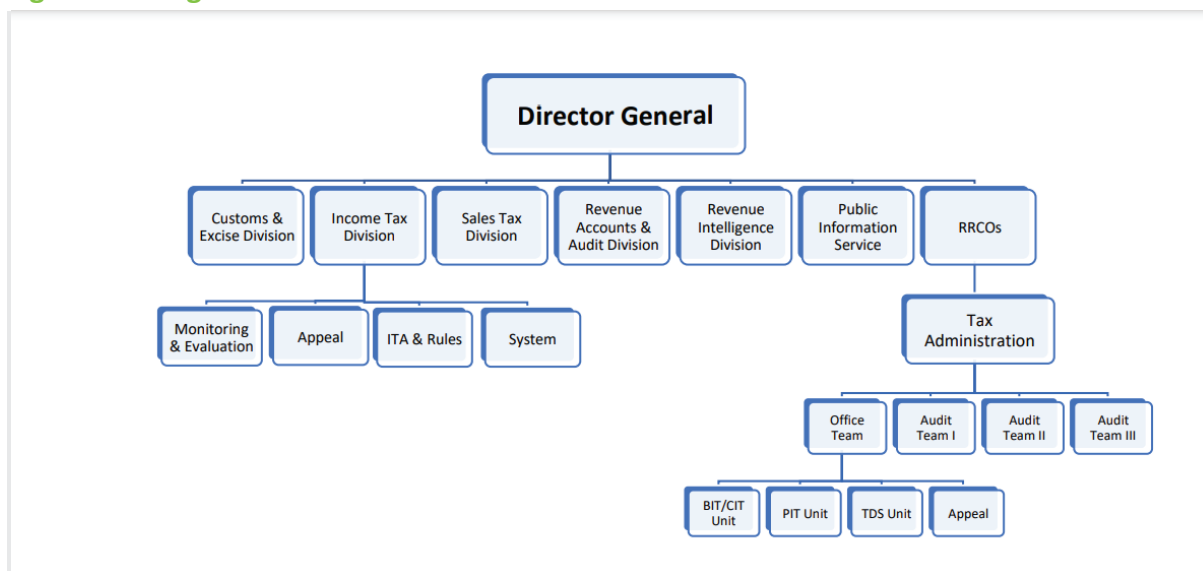 Director General
Customs &
Excise Division
Income Tax
Division
Sales Tax
Division
Revenue
Accounts &
Audit Division
Revenue
Intelligence
Division
Public
Information
Service
RRCOs
Monitoring
& Evaluation
Appeal
ITA & Rules
System
Tax
Administration
Office
Team
Audit
Team I
Audit
Team II
Audit
Team III
BIT/CIT
Unit
PIT Unit
TDS Unit
Appeal